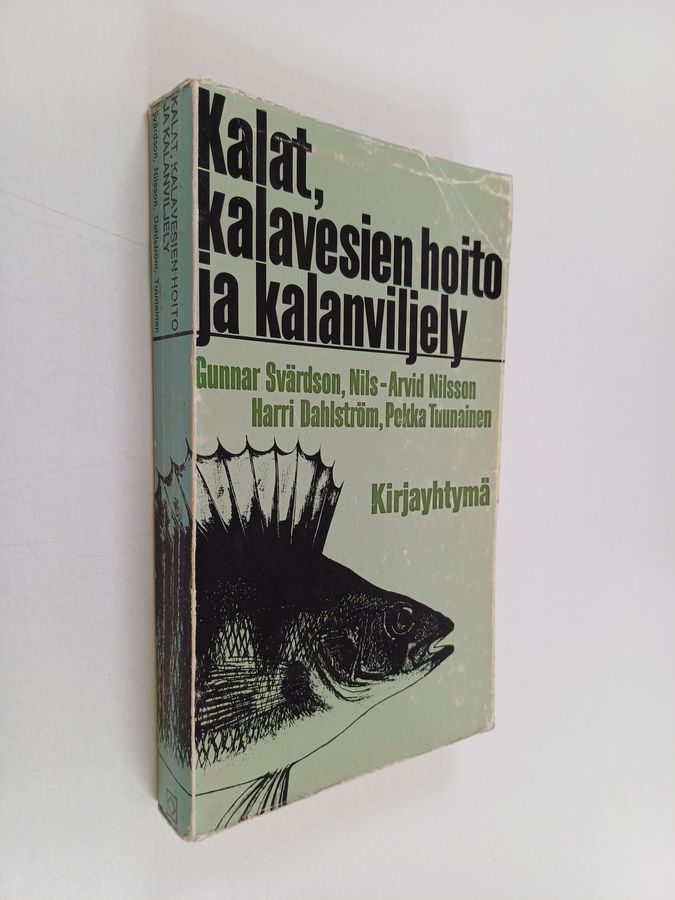 Kalat,
kalavesien hoito
ja kalanviljely
Gunnar Svärdson, Nils-Arvid Nilsson
Harri Dahlström, Pekka Tuunainen
Kirjayhtymä
KALAT, KALAVESIEN HOITO
JA KALANVILJELY
Svärdson, Nilsson, Dahlström, Tuunainen